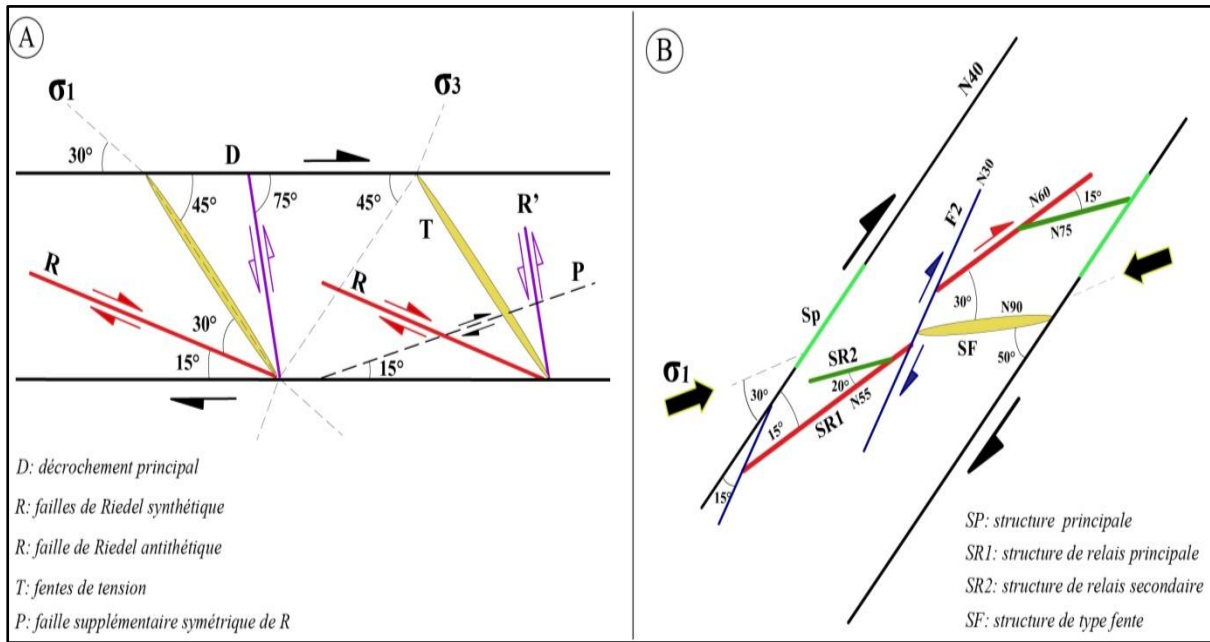 A
σ1
σ3
30°
D
45°
75°
45°
R'
T
R
R
P
30°
15°
15°
D: décrochement principal
R: failles de Riedel synthétique
R: faille de Riedel antithétique
T: fentes de tension
P: faille supplémentaire symétrique de R
B
N40
N30
F2
N60
15°
N75
30°
N90
Sp
SF
50°
SR2
σ1
20°
30°
N55
15°
SR1
15°
SP: structure principale
SR1: structure de relais principale
SR2: structure de relais secondaire
SF: structure de type fente